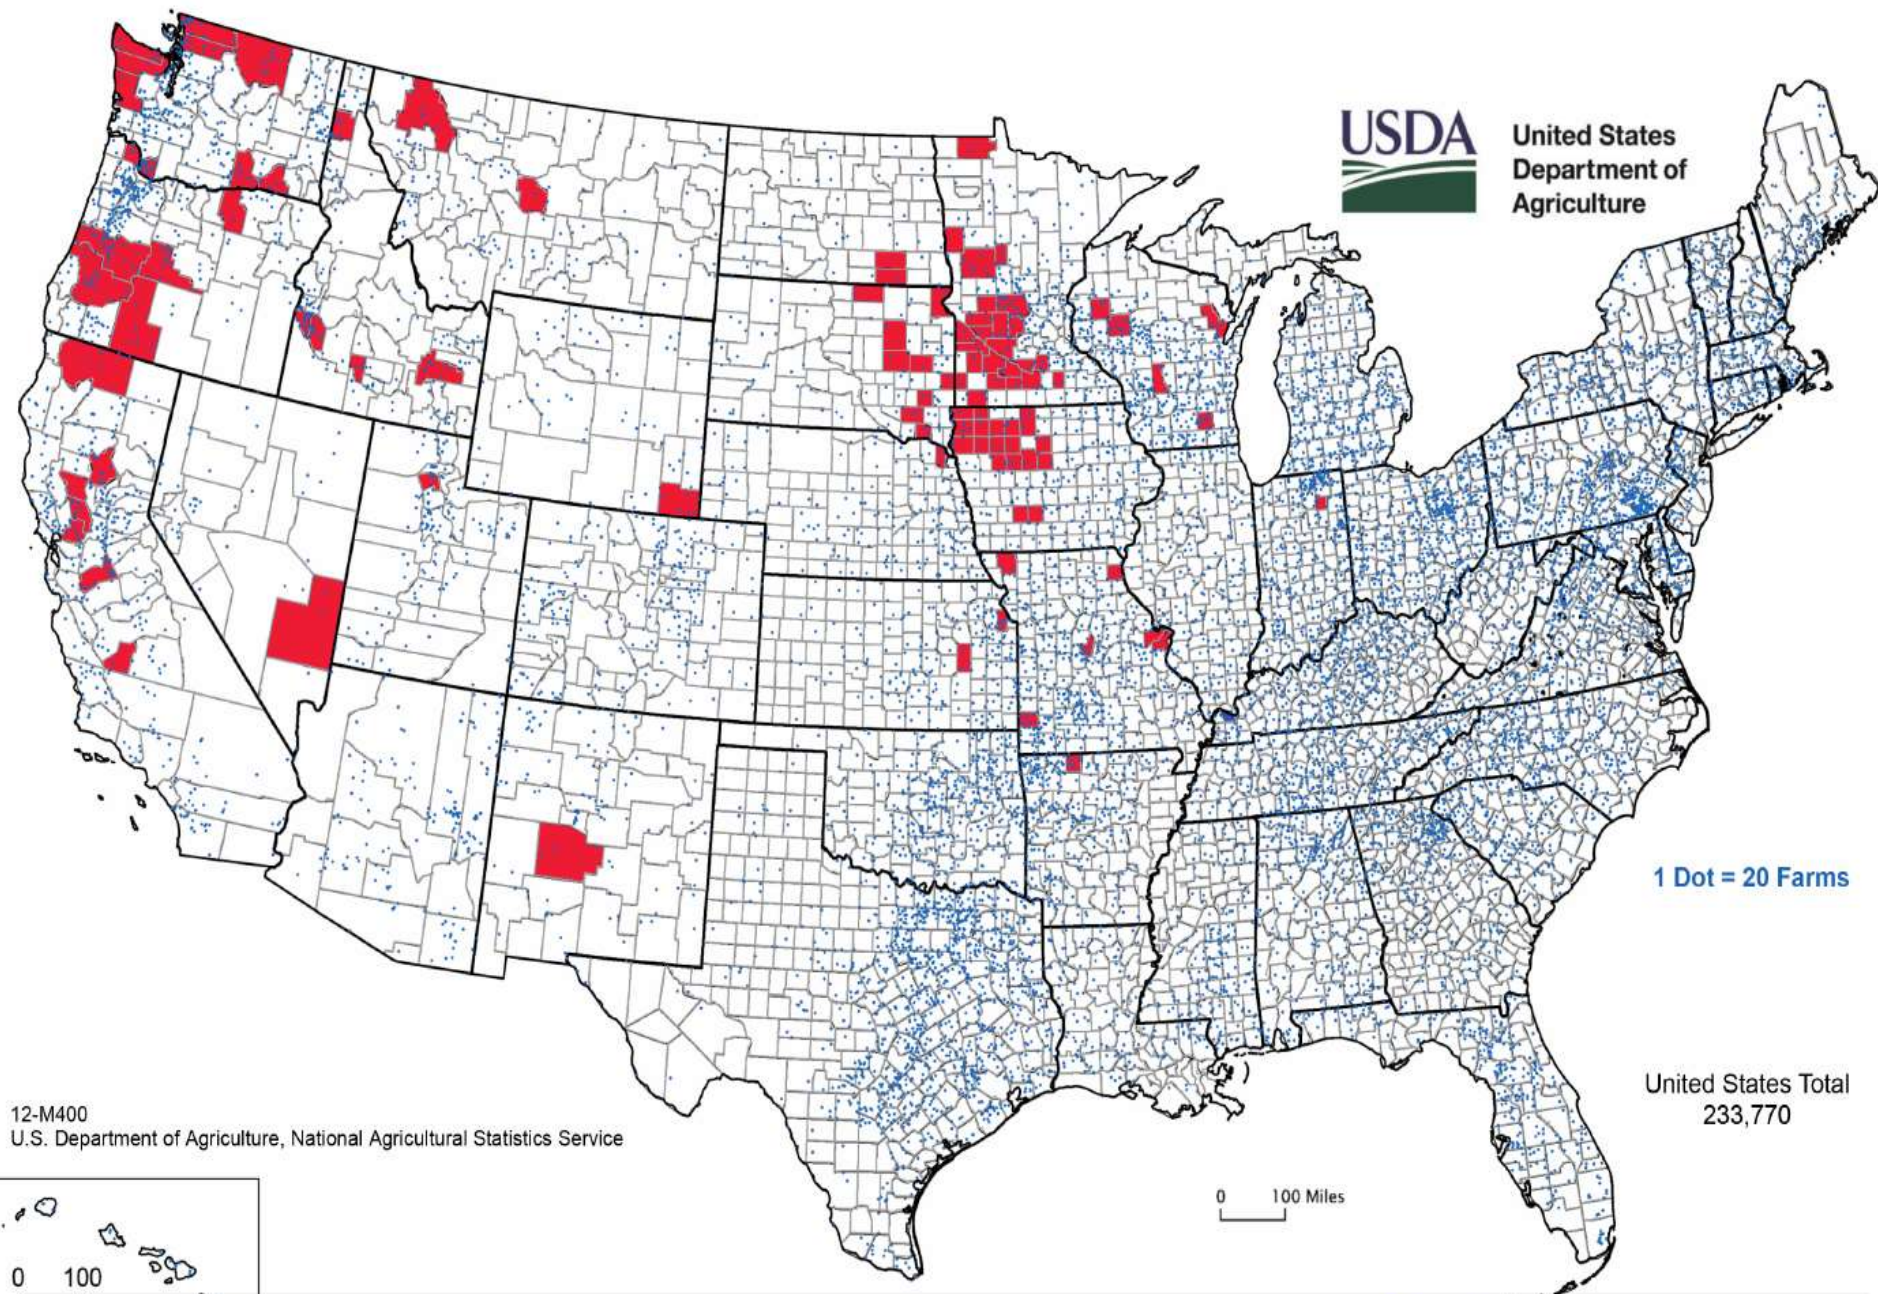 USDA
United States
Department of
Agriculture
1 Dot = 20 Farms
United States Total
233,770
12-M400
U.S. Department of Agriculture, National Agricultural Statistics Service
0 100 Miles
0 100